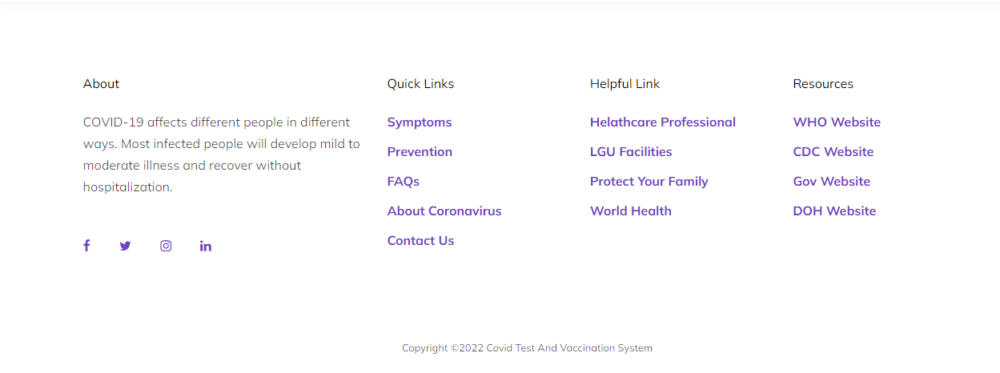 About
COVID-19 affects different people in different
ways. Most infected people will develop mild to
moderate illness and recover without
hospitalization.
Quick Links
Symptoms
Prevention
FAQs
About Coronavirus
Contact Us
Helpful Link
Helathcare Professional
LGU Facilities
Protect Your Family
World Health
Resources
WHO Website
CDC Website
Gov Website
DOH Website
Copyright ©2022 Covid Test And Vaccination System